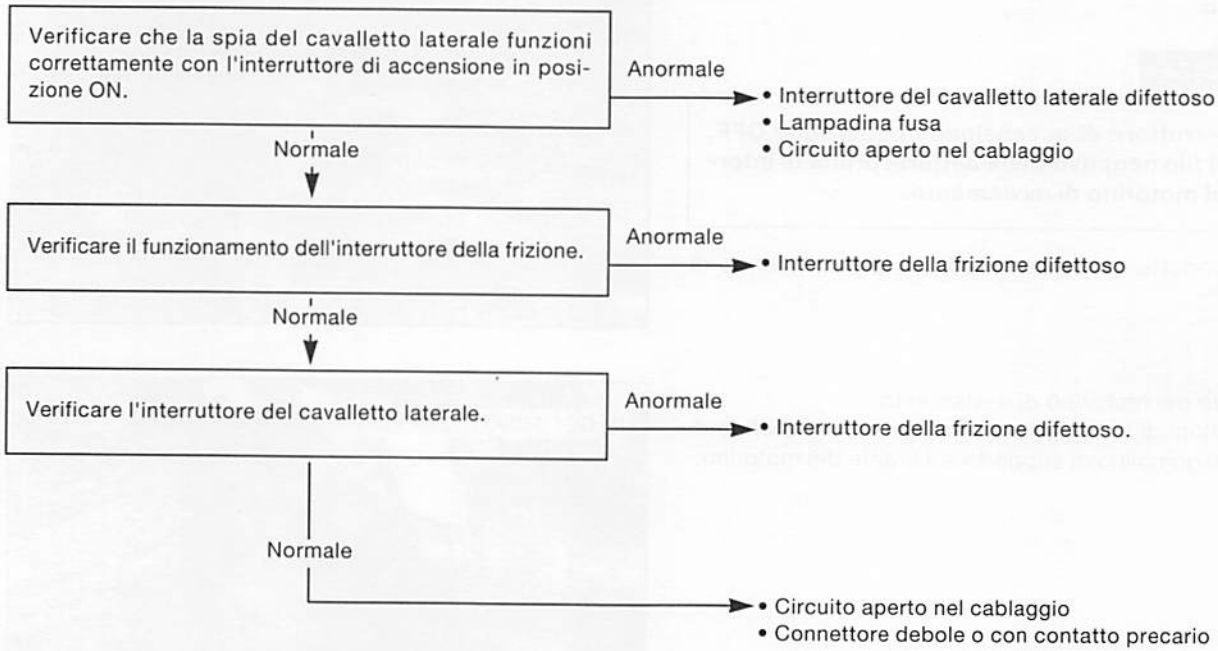 Verificare che la spia del cavalletto laterale funzioni
correttamente con l'interruttore di accensione in posi-
zione ON.
Anormale
• Interruttore del cavalletto laterale difettoso
• Lampadina fusa
• Circuito aperto nel cablaggio
Normale
Verificare il funzionamento dell'interruttore della frizione.
Anormale
• Interruttore della frizione difettoso
Normale
Verificare l'interruttore del cavalletto laterale.
Anormale
• Interruttore della frizione difettoso.
Normale
• Circuito aperto nel cablaggio
• Connettore debole o con contatto precario